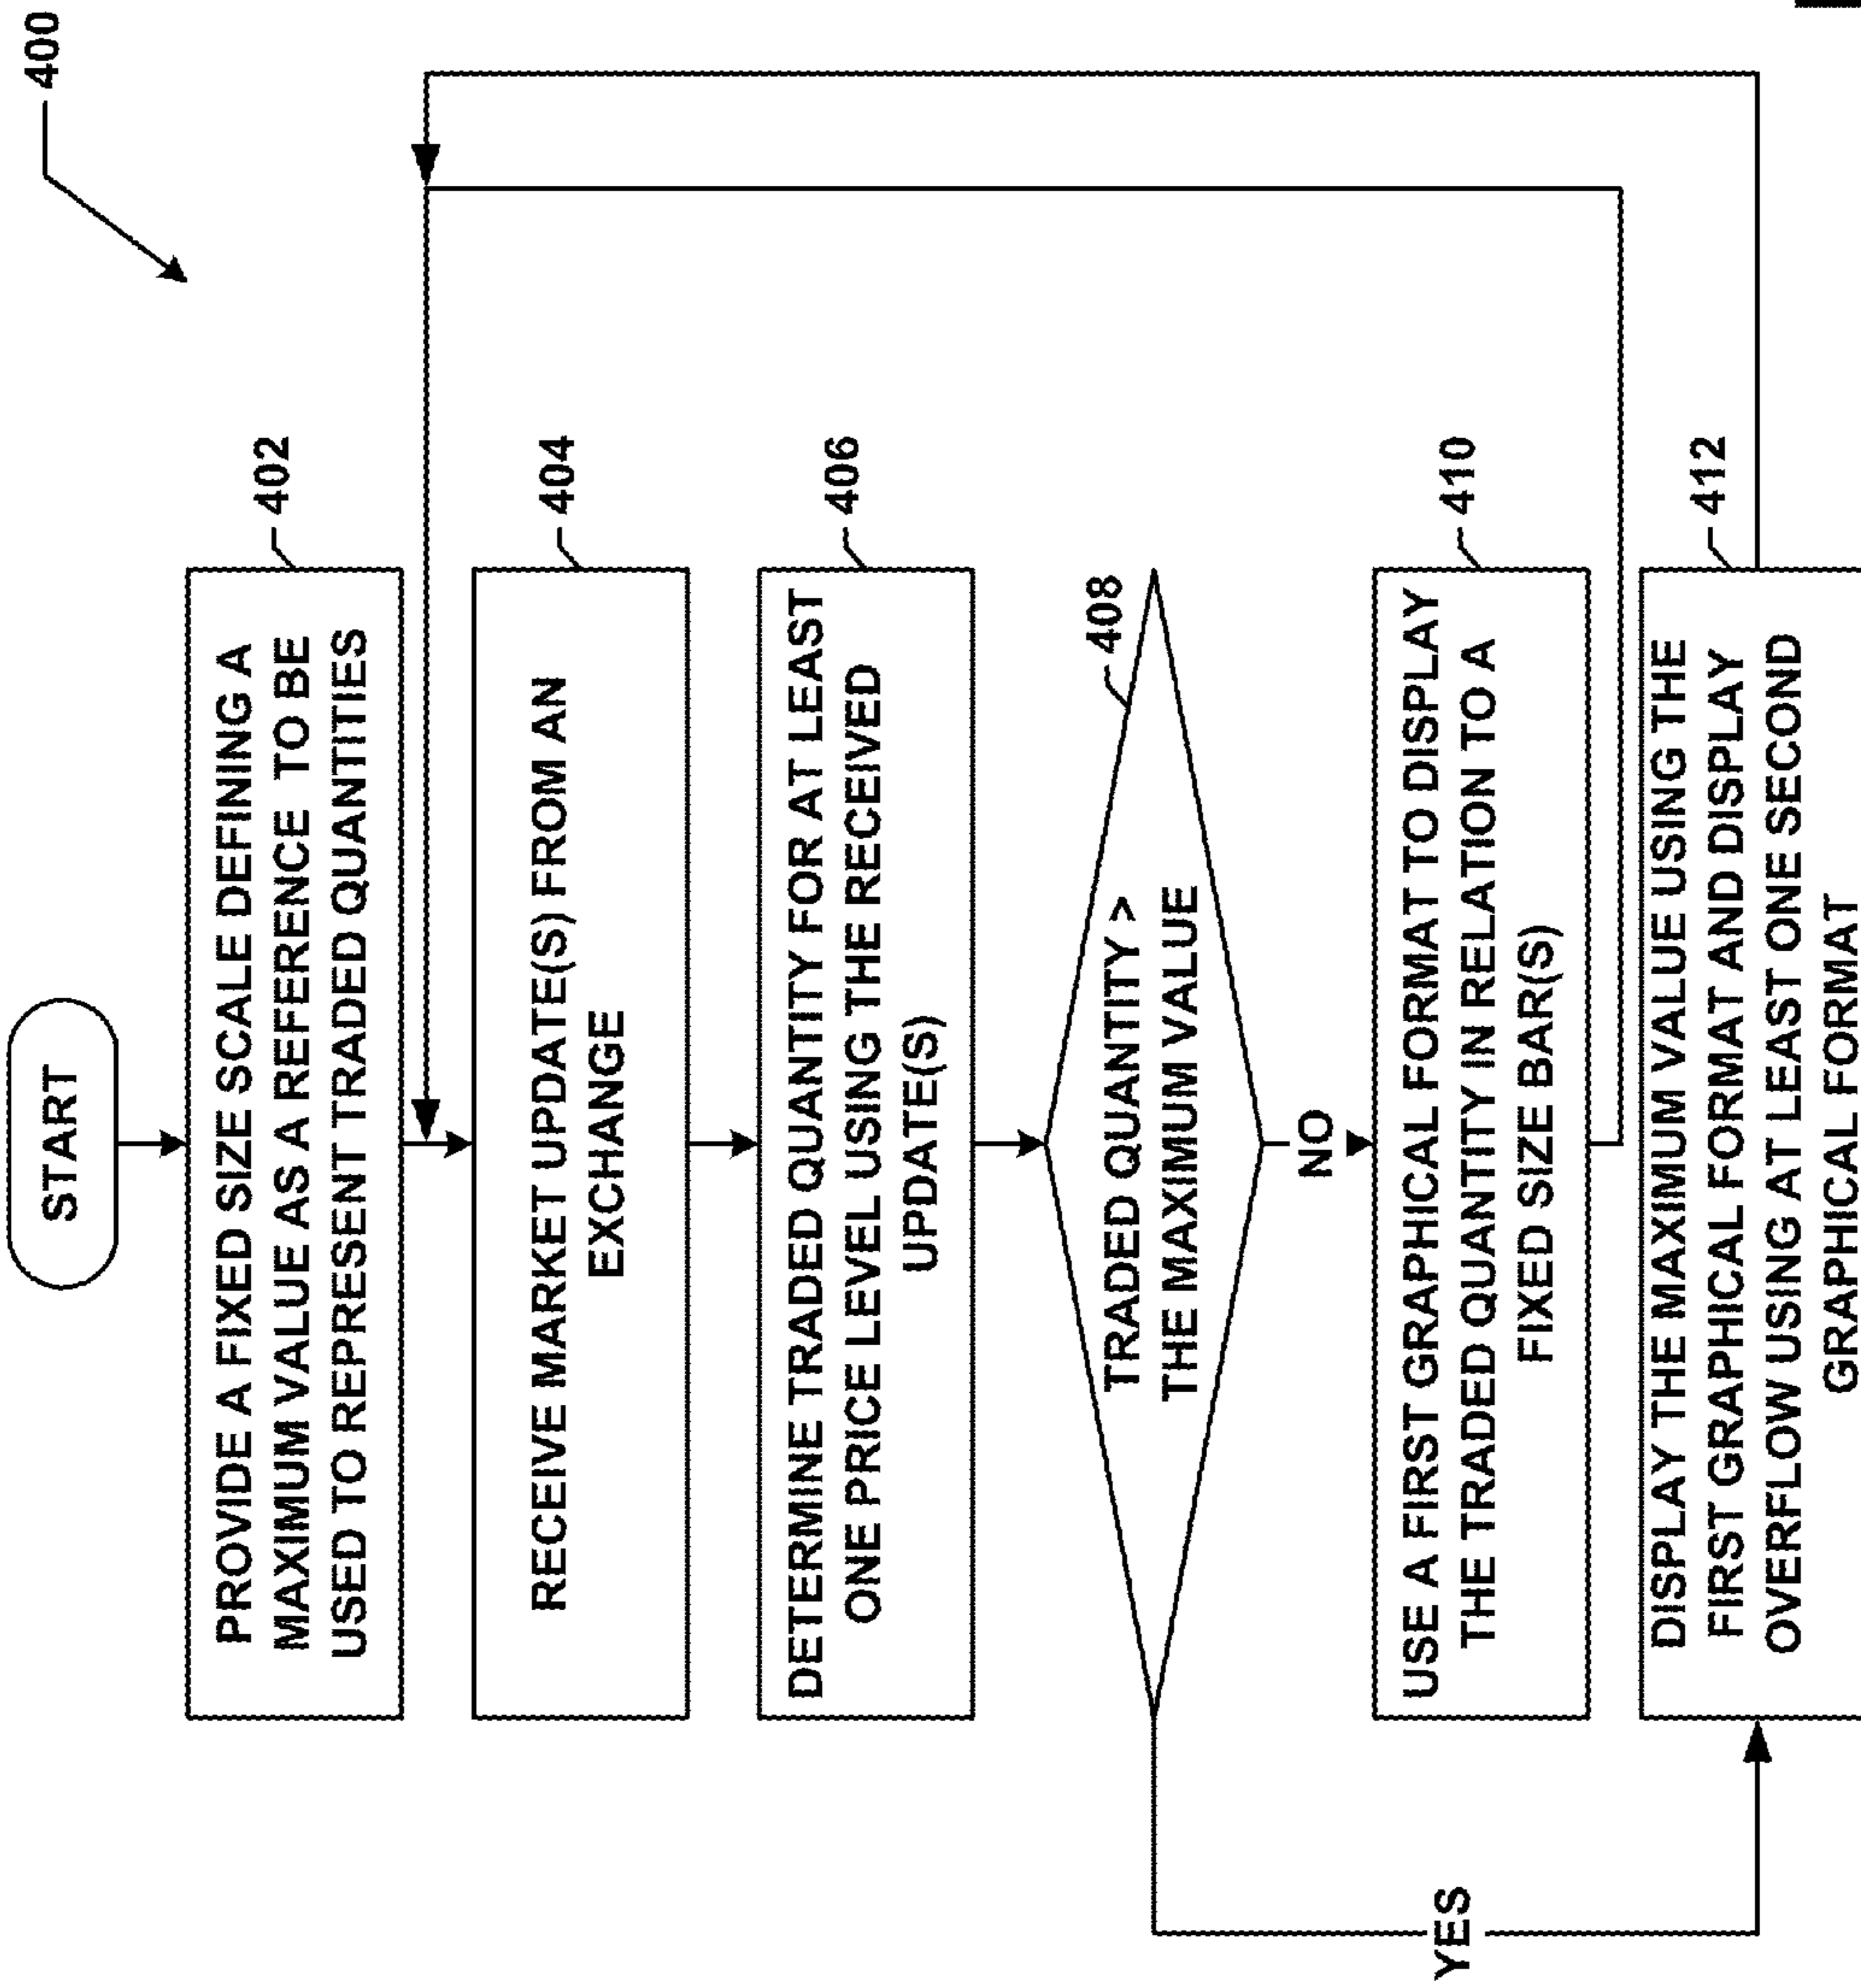 400
START
PROVIDE A FIXED SIZE SCALE DEFINING A
MAXIMUM VALUE AS A REFERENCE TO BE
USED TO REPRESENT TRADED QUANTITIES
402
RECEIVE MARKET UPDATE(S) FROM AN
EXCHANGE
404
DETERMINE TRADED QUANTITY FOR AT LEAST
ONE PRICE LEVEL USING THE RECEIVED
UPDATE(S)
406
408
TRADED QUANTITY >
THE MAXIMUM VALUE
NO
YES
USE A FIRST GRAPHICAL FORMAT TO DISPLAY
THE TRADED QUANTITY IN RELATION TO A
FIXED SIZE BAR(S)
410
DISPLAY THE MAXIMUM VALUE USING THE
FIRST GRAPHICAL FORMAT AND DISPLAY
OVERFLOW USING AT LEAST ONE SECOND
GRAPHICAL FORMAT
412